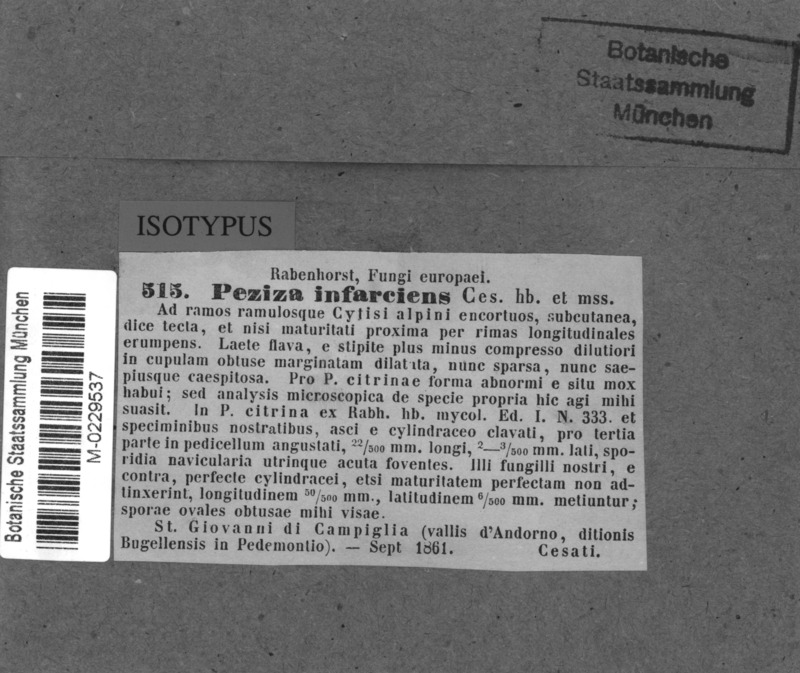 Botanische
Staatssammlung
München
ISOTYPUS
Botanische Staatssammlung München
M-0229537
Rabenhorst, Fungi europaei.
515. Peziza infarciens Ces. hb. et mss.
Ad ramos ramulosque Cytisi alpini encortuos, subcutanea,
dice tecta, et nisi maturitati proxima per rimas longitudinales
erumpens. Laete flava, e stipite plus minus compresso dilutiori
in cupulam obtuse marginatam dilatata, nunc sparsa, nunc sae-
piusque caespitosa. Pro P. citrinae forma abnormi e situ mox
habui; sed analysis microscopica de specie propria hic agi mihi
suasit. In P. citrina ex Rabh. hb. mycol. Ed. I. N. 333. et
speciminibus nostratibus, asci e cylindraceo clavati, pro tertia
parte in pedicellum angustati, 22/500 mm. longi, 2—3/500 mm. lati, spo-
ridia navicularia utrinque acuta foventes. Illi fungilli nostri, e
contra, perfecte cylindracei, etsi maturitatem perfectam non ad-
tinxerint, longitudinem 50/500 mm., latitudinem 6/500 mm. metiuntur;
sporae ovales obtusae mihi visae.
St. Giovanni di Campiglia (vallis d'Andorno, ditionis
Bugellensis in Pedemontio). — Sept 1861. Cesati.